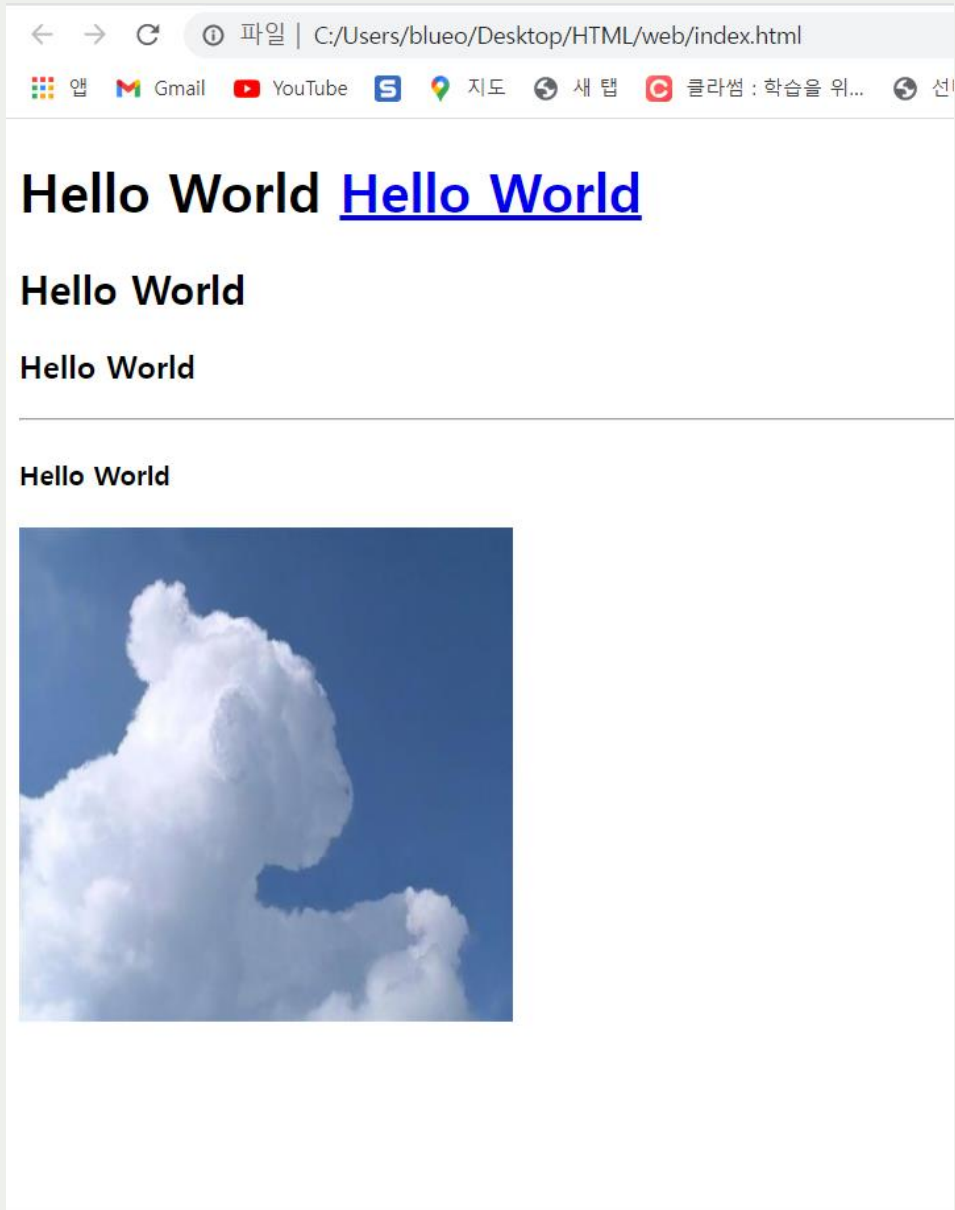 파일 | C:/Users/blueo/Desktop/HTML/web/index.html
앱 Gmail YouTube S 지도 새 탭 C 클라썸 : 학습을 위...
Hello World Hello World
Hello World
Hello World
Hello World